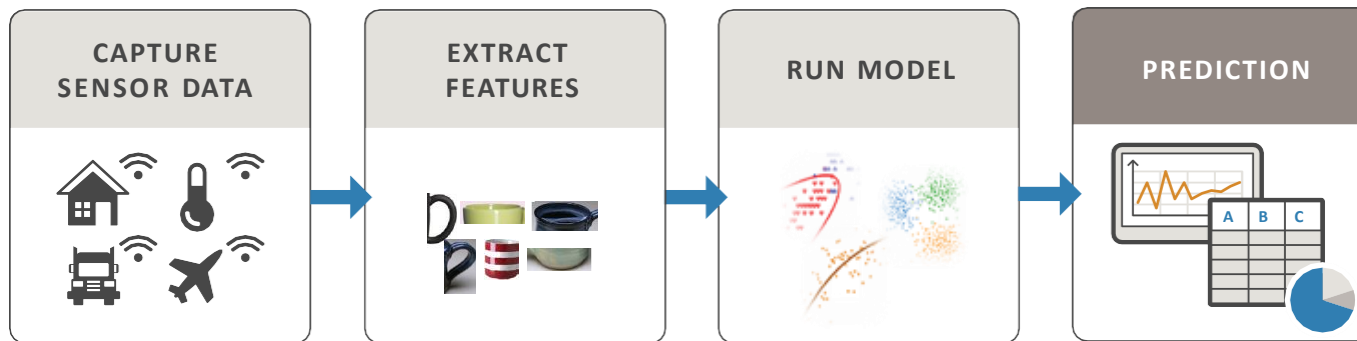 CAPTURE
SENSOR DATA
EXTRACT
FEATURES
RUN MODEL
PREDICTION
A B C